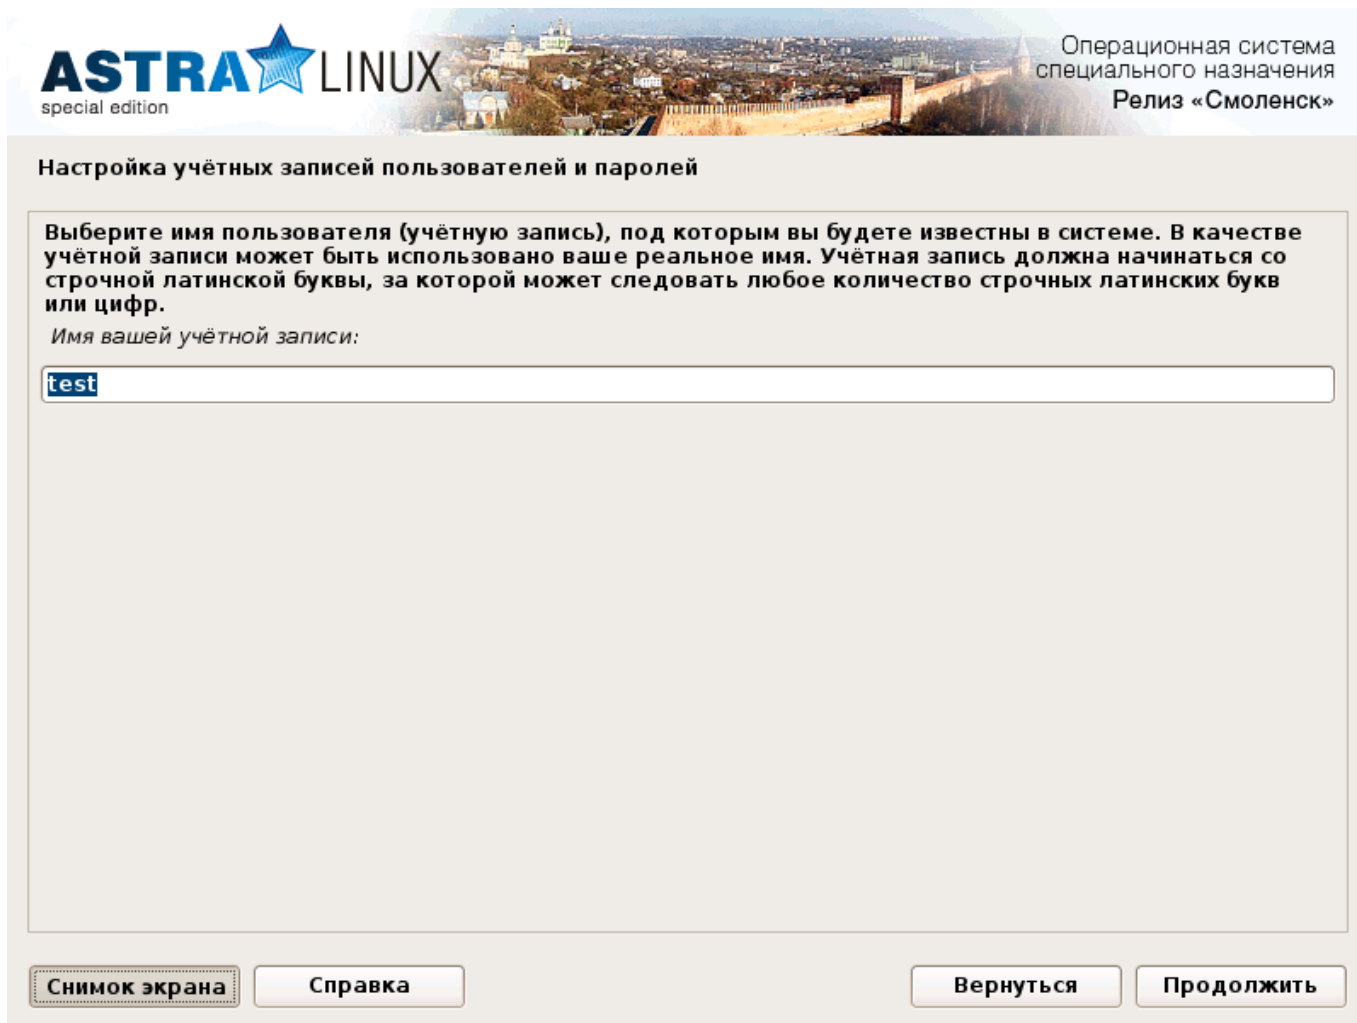 ASTRA LINUX
special edition
Операционная система
специального назначения
Релиз «Смоленск»
Настройка учётных записей пользователей и паролей
Выберите имя пользователя (учётную запись), под которым вы будете известны в системе. В качестве
учётной записи может быть использовано ваше реальное имя. Учётная запись должна начинаться со
строчной латинской буквы, за которой может следовать любое количество строчных латинских букв
или цифр.
Имя вашей учётной записи:
test
Снимок экрана
Справка
Вернуться
Продолжить